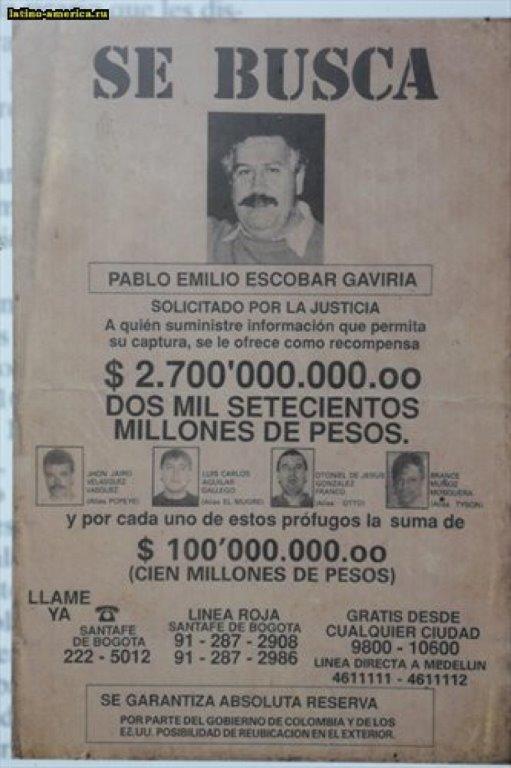 latino-america.ru
que les dis-
SE BUSCA
PABLO EMILIO ESCOBAR GAVIRIA
SOLICITADO POR LA JUSTICIA
A quién suministre información que permita
su captura, se le ofrece como recompensa
$ 2.700'000.000.oo
DOS MIL SETECIENTOS
MILLONES DE PESOS.
JHON JAIRO
VELASQUEZ
VASQUEZ
(Alias POPEYE)
LUIS CARLOS
AGUILAR
GALLEGO
(Alias EL MUGRE)
OTONIEL DE JESUS
GONZALEZ
FRANCO
(Alias OTTO)
BRANCE
MUÑOZ
MOSQUERA
(Alias TYSON)
y por cada uno de estos prófugos la suma de
$ 100'000.000.oo
(CIEN MILLONES DE PESOS)
LLAME
YA
SANTAFE
DE BOGOTA
222 - 5012
LINEA ROJA
SANTAFE DE BOGOTA
91 - 287 - 2908
91 - 287 - 2986
GRATIS DESDE
CUALQUIER CIUDAD
9800 - 10600
LINEA DIRECTA A MEDELLIN
4611111 - 4611112
SE GARANTIZA ABSOLUTA RESERVA
POR PARTE DEL GOBIERNO DE COLOMBIA Y DE LOS
EE.UU. POSIBILIDAD DE REUBICACION EN EL EXTERIOR.